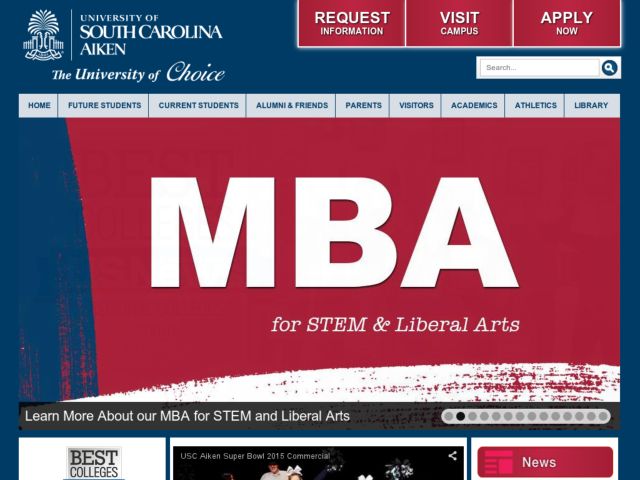 UNIVERSITY OF
SOUTH CAROLINA
AIKEN
The University of Choice
REQUEST
INFORMATION
VISIT
CAMPUS
APPLY
NOW
Search...
HOME
FUTURE STUDENTS
CURRENT STUDENTS
ALUMNI & FRIENDS
PARENTS
VISITORS
ACADEMICS
ATHLETICS
LIBRARY
BEST
COLLEGES
MBA
for STEM & Liberal Arts
Learn More About our MBA for STEM and Liberal Arts
BEST
COLLEGES
USC Aiken Super Bowl 2015 Commercial
News